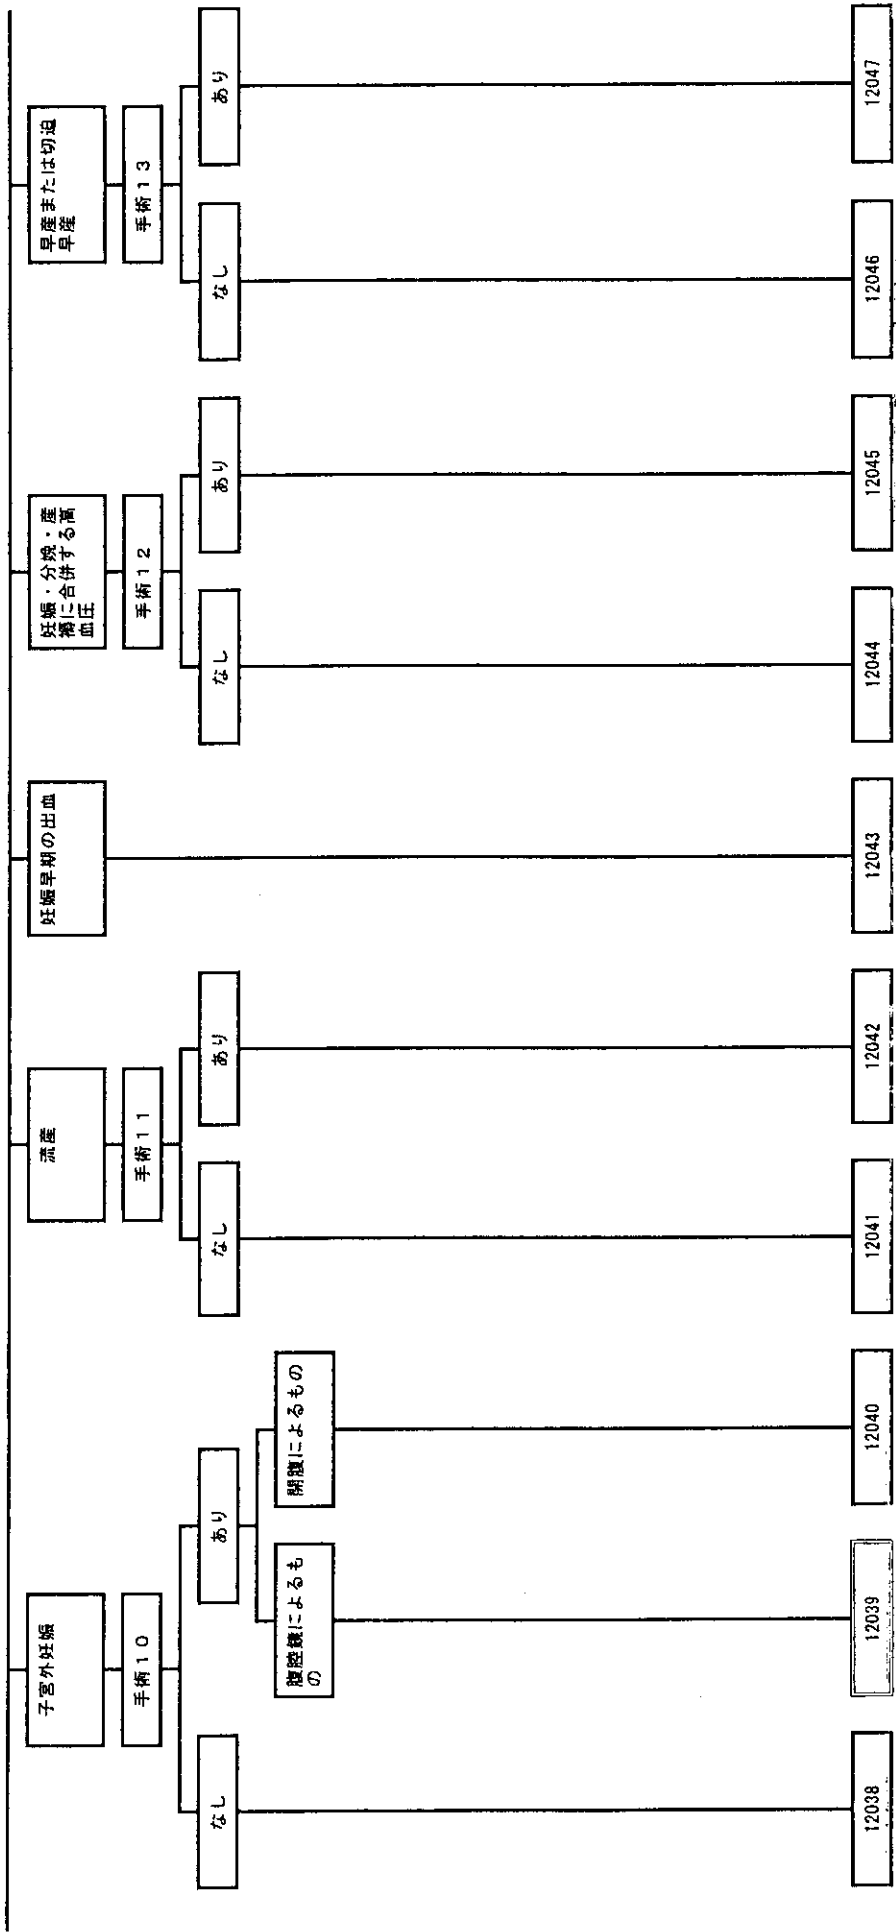 子宮外妊娠
手術10
なし
あり
腹腔鏡によるも
の
開腹によるもの
12038
12039
12040
流産
手術11
なし
あり
12041
12042
妊娠早期の出血
12043
妊娠・分娩・産
褥に合併する高
血圧
手術12
なし
あり
12044
12045
早産または切迫
早産
手術13
なし
あり
12046
12047